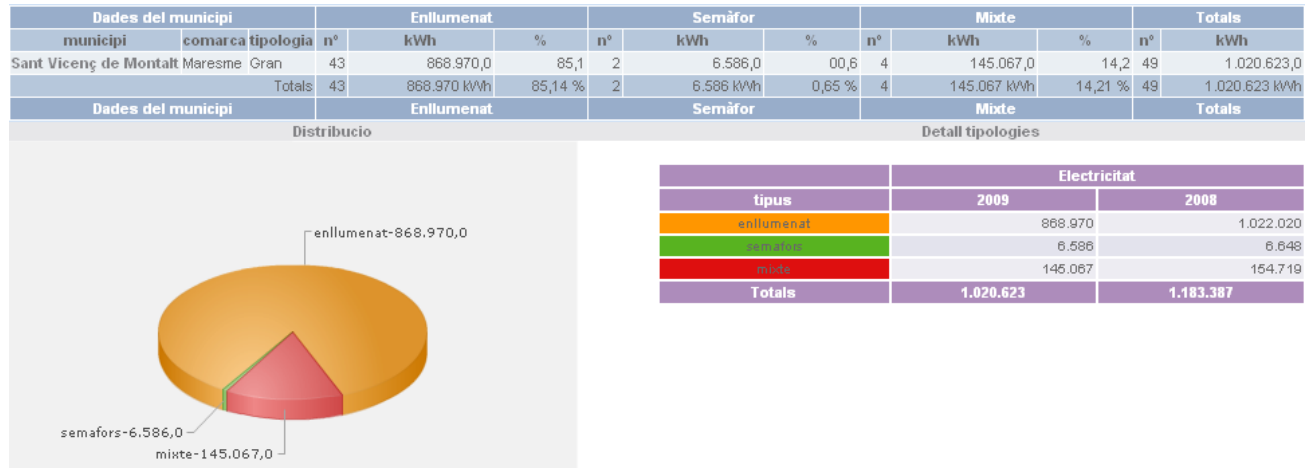 Dades del municipi Enllumenat Semàfor Mixte Totals
municipi comarca tipologia nº kWh % nº kWh % nº kWh % nº kWh
Sant Vicenç de Montalt Maresme Gran 43 868.970,0 85,1 2 6.586,0 00,6 4 145.067,0 14,2 49 1.020.623,0
Totals 43 868.970 kWh 85,14 % 2 6.586 kWh 0,65 % 4 145.067 kWh 14,21 % 49 1.020.623 kWh
Dades del municipi Enllumenat Semàfor Mixte Totals
Distribucio Detall tipologies
enllumenat-868.970,0
semafors-6.586,0
mixte-145.067,0
Electricitat
tipus 2009 2008
enllumenat 868.970 1.022.020
semafors 6.586 6.648
mixte 145.067 154.719
Totals 1.020.623 1.183.387